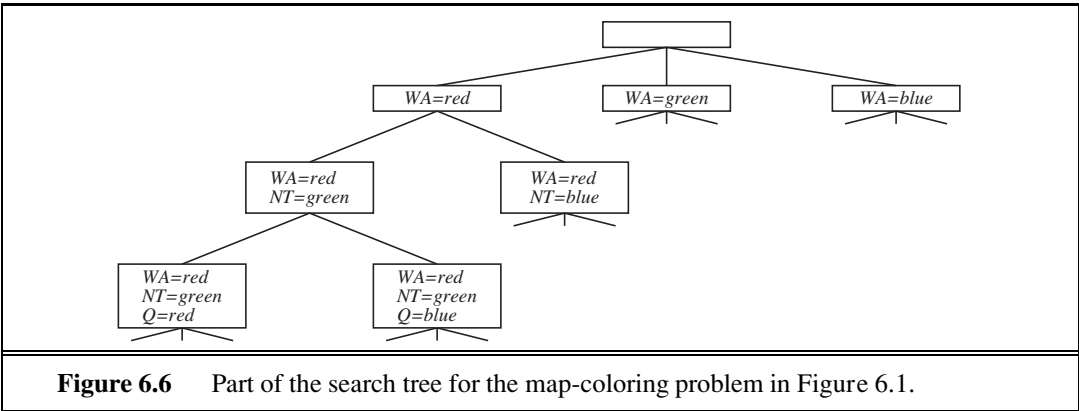 WA=red
WA=green
WA=blue
WA=red
NT=green
WA=red
NT=blue
WA=red
NT=green
Q=red
WA=red
NT=green
Q=blue
Figure 6.6 Part of the search tree for the map-coloring problem in Figure 6.1.